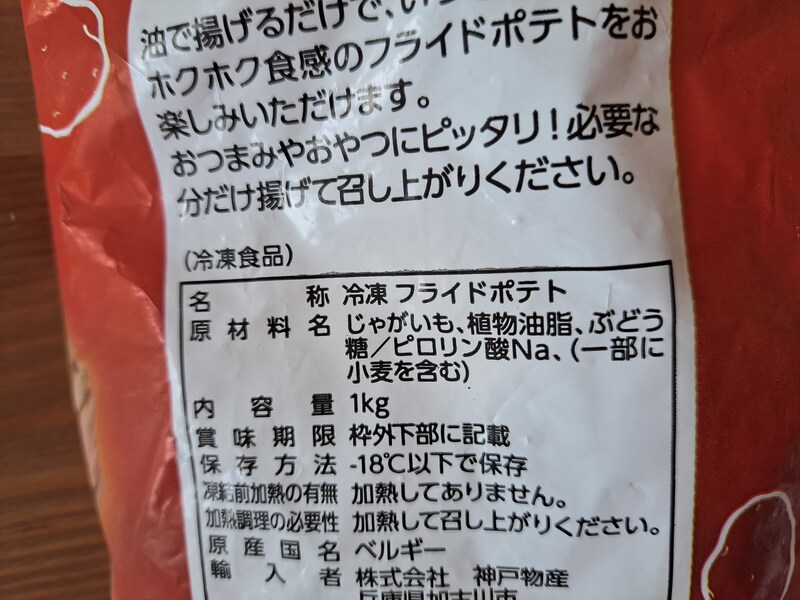 油で揚げるだけで、い
ホクホク食感のフライドポテトをお
楽しみいただけます。
おつまみやおやつにピッタリ！必要な
分だけ揚げて召し上がりください。
(冷凍食品)
名称 冷凍 フライドポテト
原材料名 じゃがいも、植物油脂、ぶどう
糖／ピロリン酸Na、(一部に
小麦を含む)
内容量 1kg
賞味期限 枠外下部に記載
保存方法 -18℃以下で保存
凍結前加熱の有無 加熱してありません。
加熱調理の必要性 加熱して召し上がりください。
原産国名 ベルギー
輸入者 株式会社 神戸物産
兵庫県加古川市